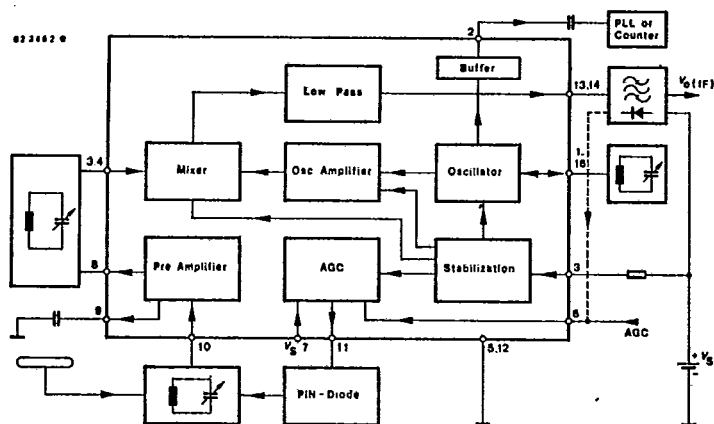 823462 e
2
PLL or
Counter
Buffer
Low Pass
13,14
V₀(IF)
3,4
Mixer
Osc Amplifier
Oscillator
1,
16
8
Pre Amplifier
AGC
Stabilization
3
9
6
AGC
10
Vs 7
11
5,12
+ Vs
-
PIN-Diode